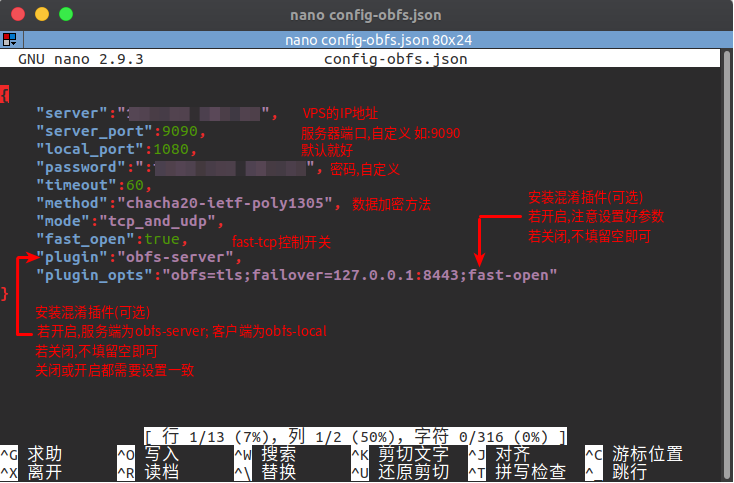 nano config-obfs.json
nano config-obfs.json 80x24
GNU nano 2.9.3 config-obfs.json
{
"server":" ", VPS的IP地址
"server_port":9090, 服务器端口,自定义 如:9090
"local_port":1080, 默认就好
"password":" ", 密码,自定义
"timeout":60,
"method":"chacha20-ietf-poly1305", 数据加密方法
"mode":"tcp_and_udp",
"fast_open":true, fast-tcp控制开关
"plugin":"obfs-server",
"plugin_opts":"obfs=tls;failover=127.0.0.1:8443;fast-open"
}
安装混淆插件(可选)
若开启,注意设置好参数
若关闭,不填留空即可
安装混淆插件(可选)
若开启,服务端为obfs-server; 客户端为obfs-local
若关闭,不填留空即可
关闭或开启都需要设置一致
[ 行 1/13 (7%), 列 1/2 (50%), 字符 0/316 (0%) ]
^G 求助 ^O 写入 ^W 搜索 ^K 剪切文字 ^J 对齐 ^C 游标位置
^X 离开 ^R 读档 ^\ 替换 ^U 还原剪切 ^T 拼写检查 ^_ 跳行